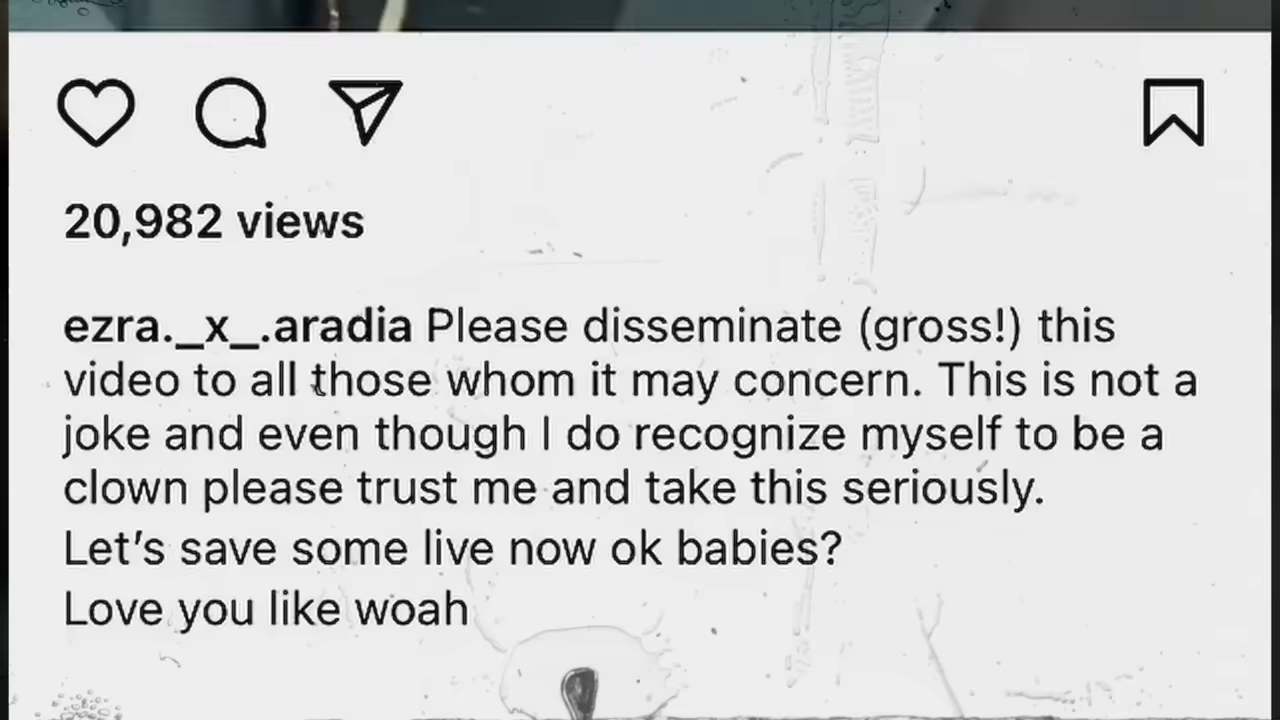 20,982 views
ezra._x_.aradia Please disseminate (gross!) this
video to all those whom it may concern. This is not a
joke and even though I do recognize myself to be a
clown please trust me and take this seriously.
Let’s save some live now ok babies?
Love you like woah